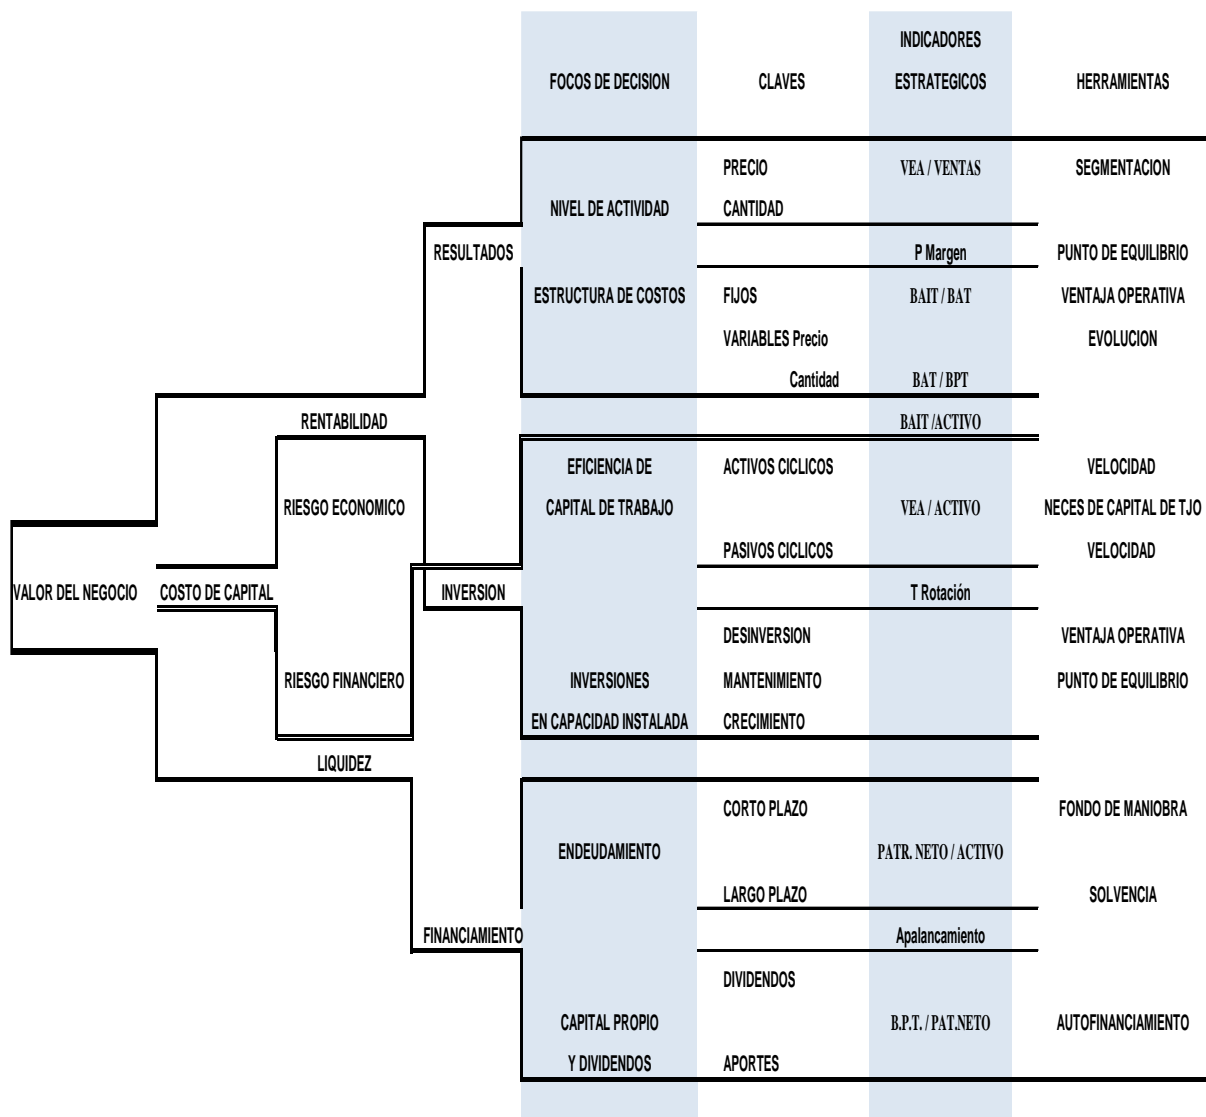 INDICADORES
FOCOS DE DECISION CLAVES ESTRATEGICOS HERRAMIENTAS
PRECIO VEA / VENTAS SEGMENTACION
NIVEL DE ACTIVIDAD CANTIDAD
RESULTADOS P Margen PUNTO DE EQUILIBRIO
ESTRUCTURA DE COSTOS FIJOS BAIT / BAT VENTAJA OPERATIVA
VARIABLES Precio EVOLUCION
Cantidad BAT / BPT
RENTABILIDAD BAIT /ACTIVO
EFICIENCIA DE ACTIVOS CICLICOS VELOCIDAD
RIESGO ECONOMICO CAPITAL DE TRABAJO VEA / ACTIVO NECES DE CAPITAL DE TJO
PASIVOS CICLICOS VELOCIDAD
VALOR DEL NEGOCIO COSTO DE CAPITAL INVERSION T Rotación
DESINVERSION VENTAJA OPERATIVA
RIESGO FINANCIERO INVERSIONES MANTENIMIENTO PUNTO DE EQUILIBRIO
EN CAPACIDAD INSTALADA CRECIMIENTO
LIQUIDEZ
CORTO PLAZO FONDO DE MANIOBRA
ENDEUDAMIENTO PATR. NETO / ACTIVO
LARGO PLAZO SOLVENCIA
FINANCIAMIENTO Apalancamiento
DIVIDENDOS
CAPITAL PROPIO B.P.T. / PAT.NETO AUTOFINANCIAMIENTO
Y DIVIDENDOS APORTES